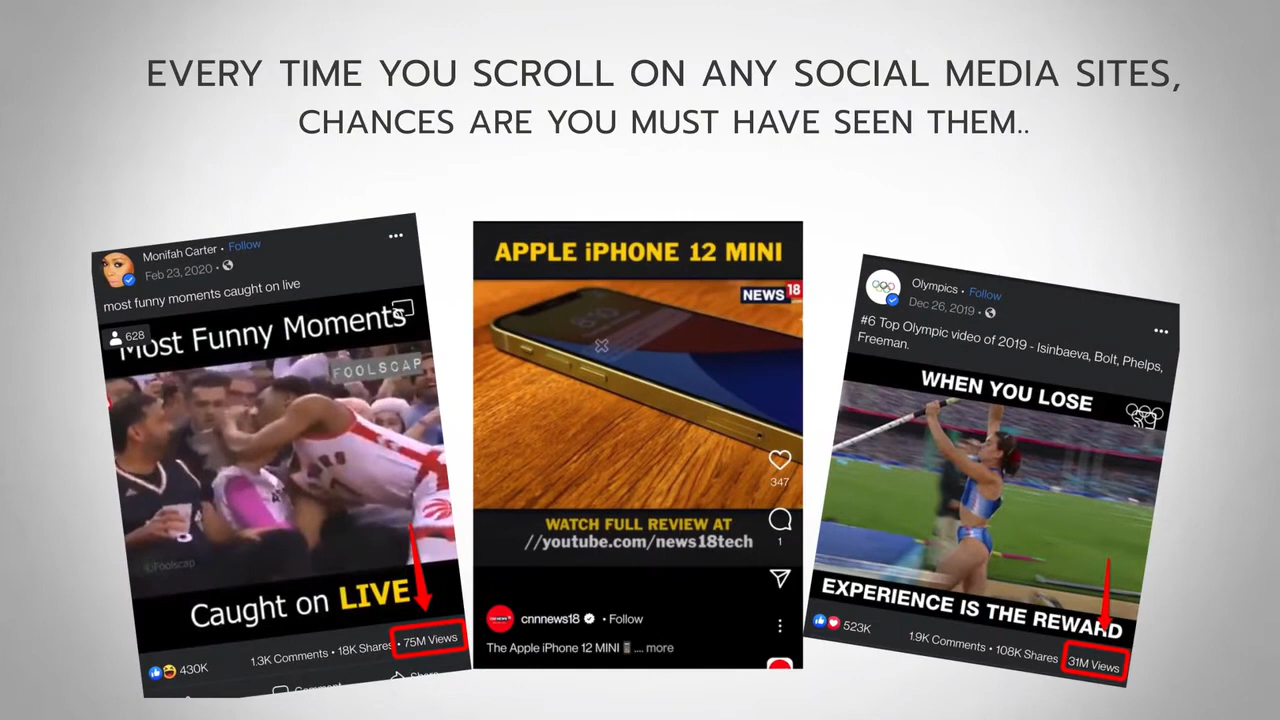 EVERY TIME YOU SCROLL ON ANY SOCIAL MEDIA SITES,
CHANCES ARE YOU MUST HAVE SEEN THEM..
Monifah Carter • Follow
Feb 23, 2020 •
most funny moments caught on live
628
Most Funny Moments
FOOLSCAP
Caught on LIVE
430K
1.3K Comments • 18K Shares • 75M Views
APPLE iPHONE 12 MINI
NEWS 18
WATCH FULL REVIEW AT
//youtube.com/news18tech
347
1
cnnnews18 • Follow
The Apple iPhone 12 MINI .... more
Olympics • Follow
Dec 26, 2019 •
#6 Top Olympic video of 2019 - Isinbaeva, Bolt, Phelps,
Freeman.
WHEN YOU LOSE
EXPERIENCE IS THE REWARD
523K
1.9K Comments • 108K Shares 31M Views